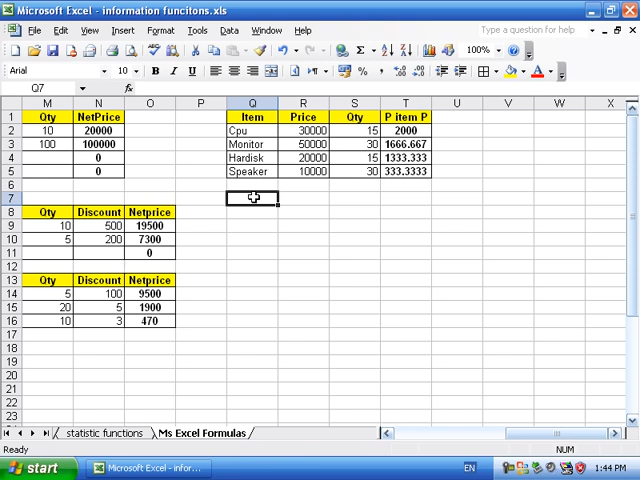 Microsoft Excel - information funcitons.xls
File Edit View Insert Format Tools Data Window Help
Type a question for help
100%
Arial 10 B I U
Q7 fx
M N O P Q R S T U V W X
1 Qty NetPrice Item Price Qty P item P
2 10 20000 Cpu 30000 15 2000
3 100 100000 Monitor 50000 30 1666.667
4 0 Hardisk 20000 15 1333.333
5 0 Speaker 10000 30 333.3333
6
7
8 Qty Discount Netprice
9 10 500 19500
10 5 200 7300
11 0
12
13 Qty Discount Netprice
14 5 100 9500
15 20 5 1900
16 10 3 470
17
18
19
20
21
22
23
statistic functions Ms Excel Formulas
Ready NUM
start Microsoft Excel - infor... EN 1:44 PM